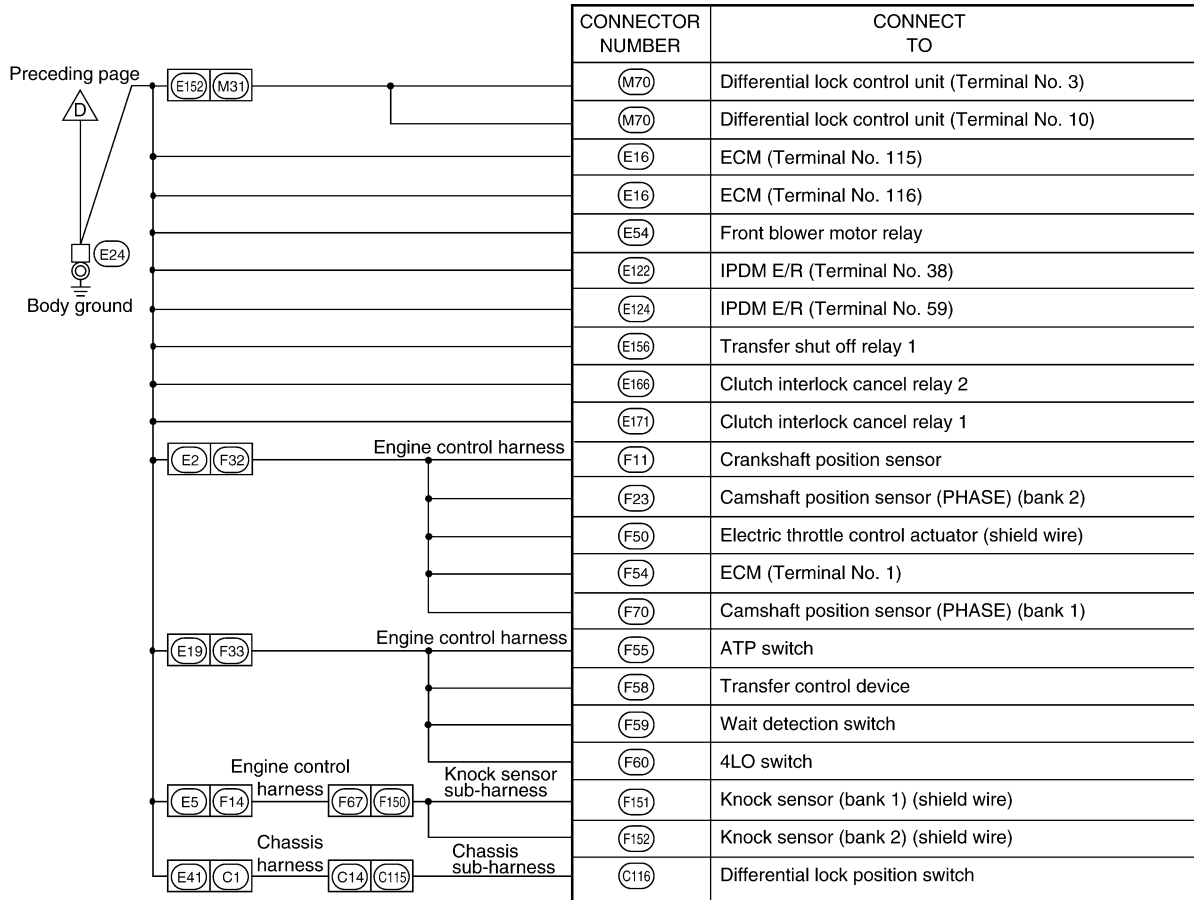 CONNECTOR NUMBER CONNECT TO
Preceding page
D
E24
Body ground
E152 M31 M70 Differential lock control unit (Terminal No. 3)
M70 Differential lock control unit (Terminal No. 10)
E16 ECM (Terminal No. 115)
E16 ECM (Terminal No. 116)
E54 Front blower motor relay
E122 IPDM E/R (Terminal No. 38)
E124 IPDM E/R (Terminal No. 59)
E156 Transfer shut off relay 1
E166 Clutch interlock cancel relay 2
E171 Clutch interlock cancel relay 1
E2 F32 Engine control harness F11 Crankshaft position sensor
F23 Camshaft position sensor (PHASE) (bank 2)
F50 Electric throttle control actuator (shield wire)
F54 ECM (Terminal No. 1)
F70 Camshaft position sensor (PHASE) (bank 1)
E19 F33 Engine control harness F55 ATP switch
F58 Transfer control device
F59 Wait detection switch
F60 4LO switch
E5 F14 Engine control harness F67 F150 Knock sensor sub-harness F151 Knock sensor (bank 1) (shield wire)
F152 Knock sensor (bank 2) (shield wire)
E41 C1 Chassis harness C14 C115 Chassis sub-harness C116 Differential lock position switch